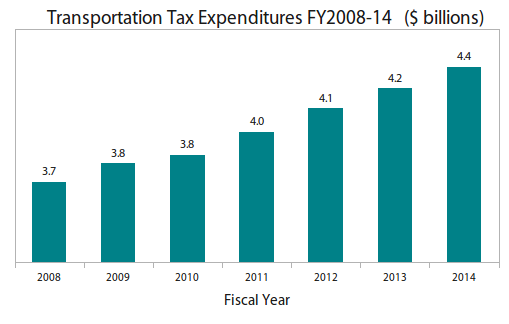 Transportation Tax Expenditures FY2008-14 ($ billions)
4.4
4.2
4.1
4.0
3.8
3.8
3.7
2008 2009 2010 2011 2012 2013 2014
Fiscal Year